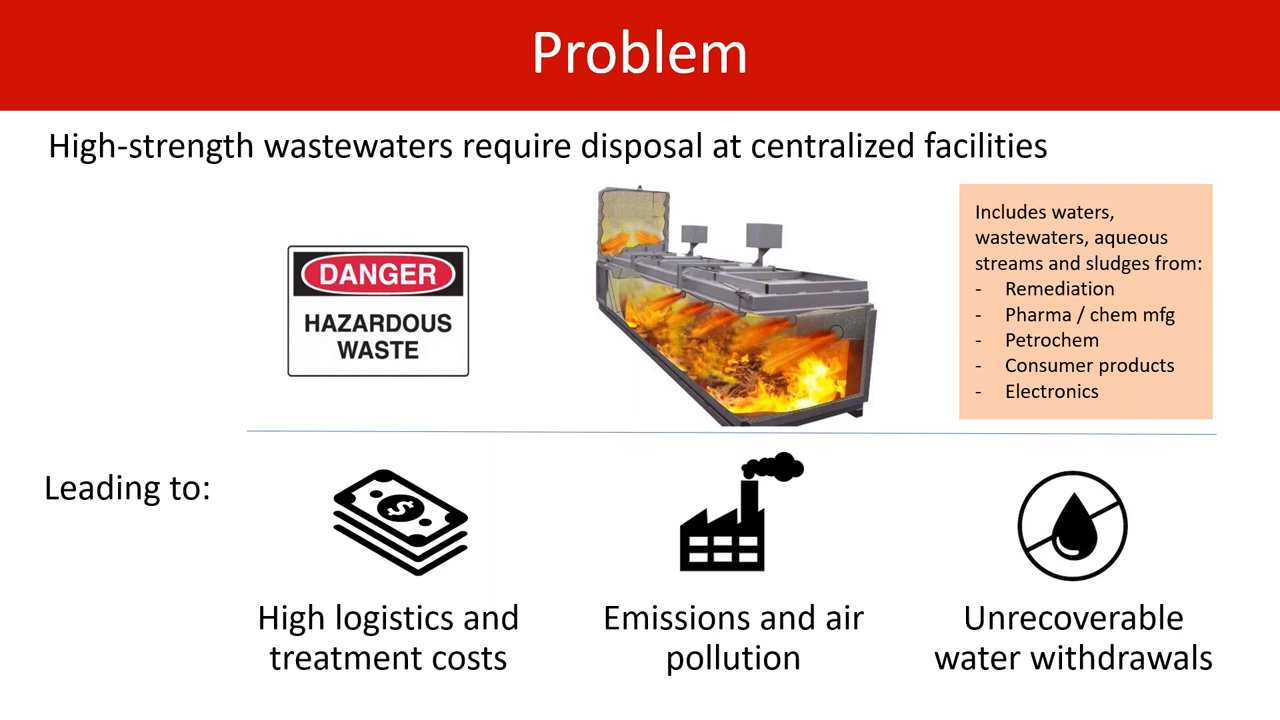 Problem
High-strength wastewaters require disposal at centralized facilities
DANGER
HAZARDOUS
WASTE
Includes waters,
wastewaters, aqueous
streams and sludges from:
- Remediation
- Pharma / chem mfg
- Petrochem
- Consumer products
- Electronics
Leading to:
$
High logistics and
treatment costs
Emissions and air
pollution
Unrecoverable
water withdrawals